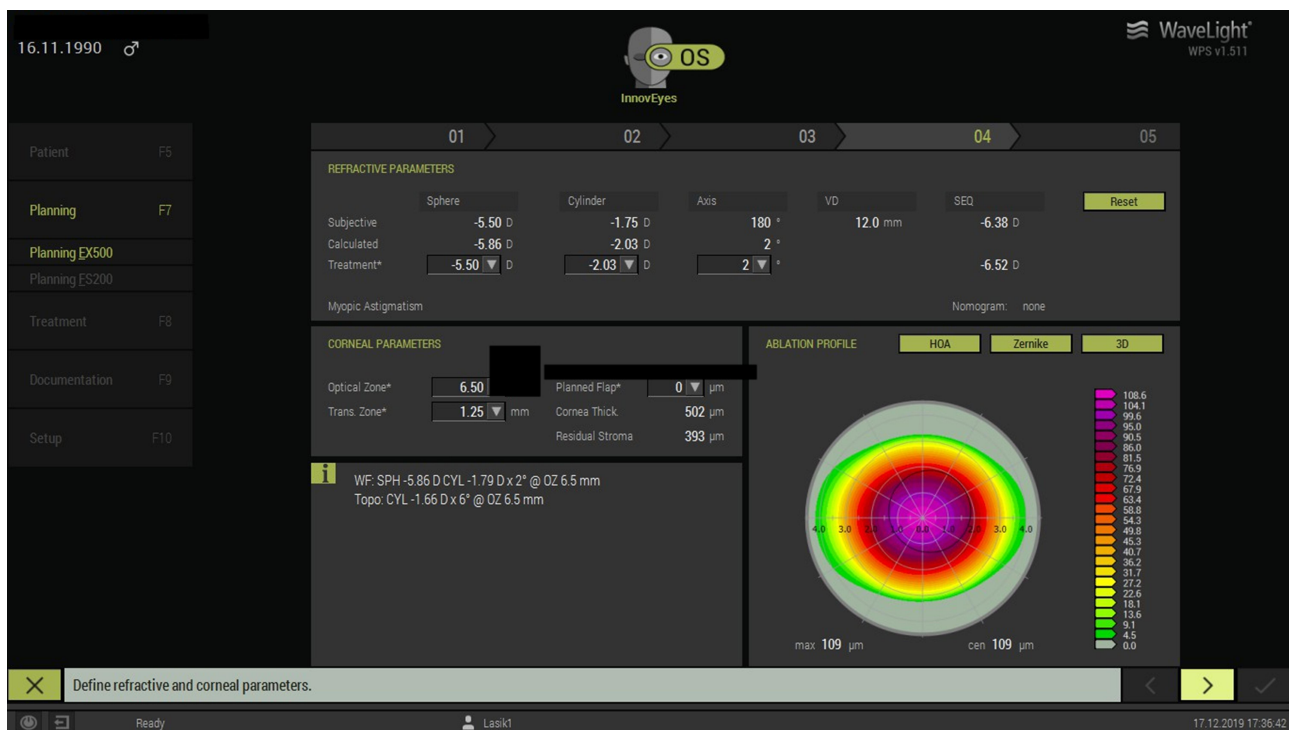 16.11.1990 ♂
WaveLight®
WPS v1.511
OS
InnovEyes
Patient F5
Planning F7
Planning EX500
Planning FS200
Treatment F8
Documentation F9
Setup F10
01 02 03 04 05
REFRACTIVE PARAMETERS
Sphere Cylinder Axis VD SEQ Reset
Subjective -5.50 D -1.75 D 180 ° 12.0 mm -6.38 D
Calculated -5.86 D -2.03 D 2 °
Treatment* -5.50 D -2.03 D 2 ° -6.52 D
Myopic Astigmatism Nomogram: none
CORNEAL PARAMETERS
Optical Zone* 6.50 Planned Flap* 0 µm
Trans. Zone* 1.25 mm Cornea Thick. 502 µm
Residual Stroma 393 µm
i
WF: SPH -5.86 D CYL -1.79 D x 2° @ OZ 6.5 mm
Topo: CYL -1.66 D x 6° @ OZ 6.5 mm
ABLATION PROFILE HOA Zernike 3D
4.0 3.0 2.0 1.0 0.0 1.0 2.0 3.0 4.0
108.6
104.1
99.6
95.0
90.5
86.0
81.5
76.9
72.4
67.9
63.4
58.8
54.3
49.8
45.3
40.7
36.2
31.7
27.2
22.6
18.1
13.6
9.1
4.5
0.0
max 109 µm cen 109 µm
Define refractive and corneal parameters.
Ready Lasik1 17.12.2019 17:36:42